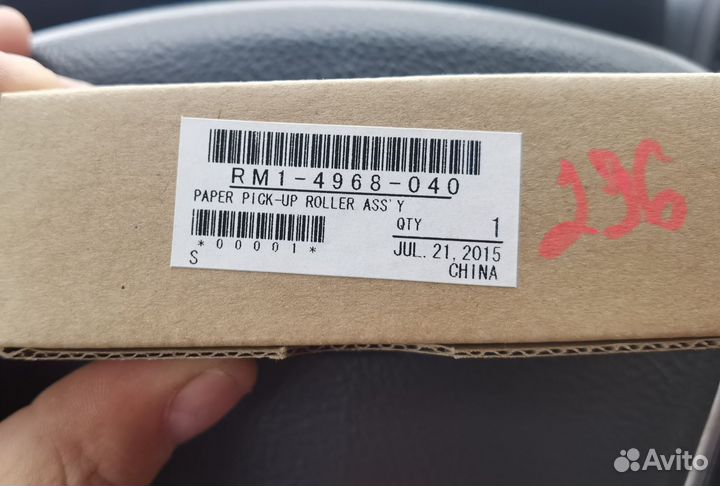 RM1-4968-040
PAPER PICK-UP ROLLER ASS'Y
QTY 1
*00001*
JUL. 21, 2015
S
CHINA
236
Avito